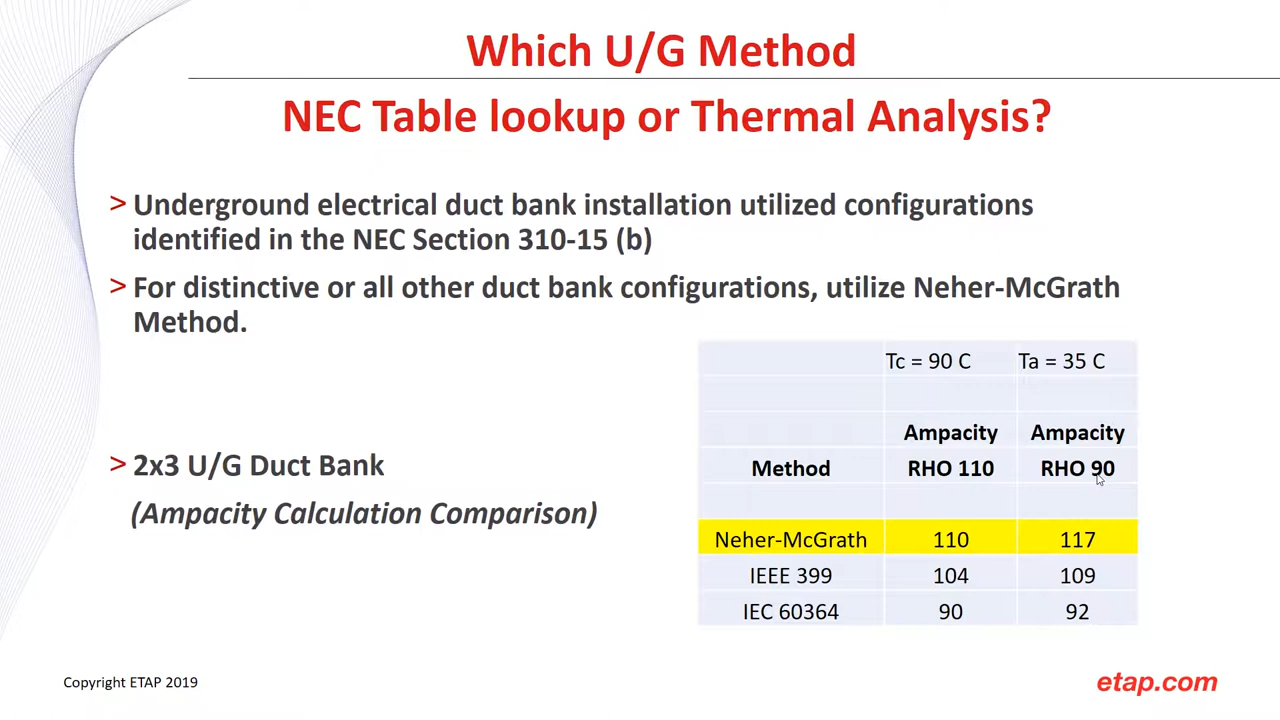 Which U/G Method
NEC Table lookup or Thermal Analysis?
> Underground electrical duct bank installation utilized configurations
identified in the NEC Section 310-15 (b)
> For distinctive or all other duct bank configurations, utilize Neher-McGrath
Method.
> 2x3 U/G Duct Bank
(Ampacity Calculation Comparison)
Tc = 90 C Ta = 35 C
Ampacity Ampacity
Method RHO 110 RHO 90
Neher-McGrath 110 117
IEEE 399 104 109
IEC 60364 90 92
Copyright ETAP 2019
etap.com